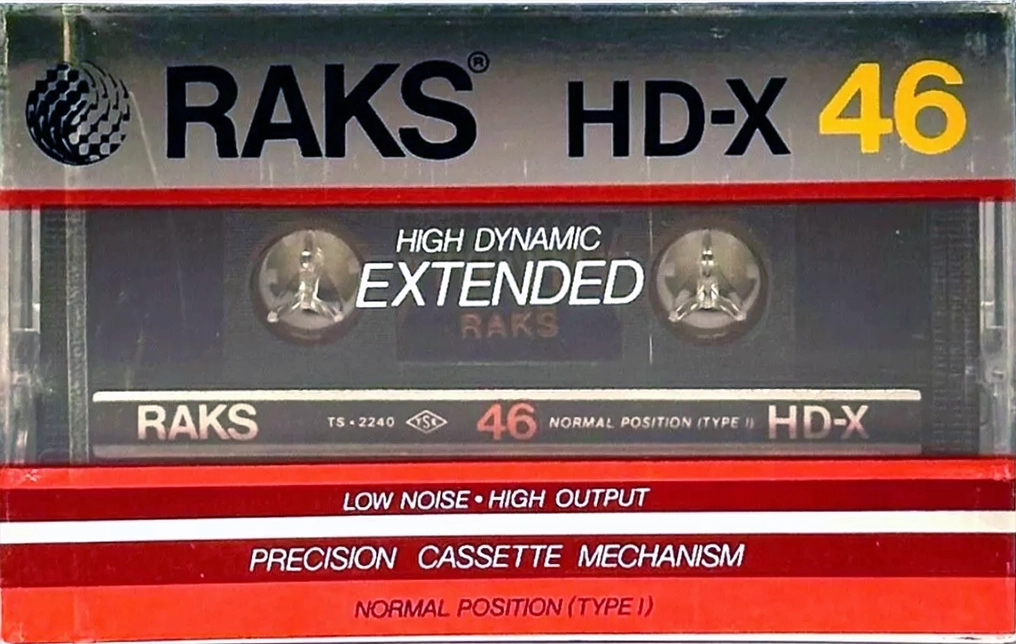 RAKS® HD-X 46
HIGH DYNAMIC
EXTENDED
RAKS
RAKS TS•2240 TSE 46 NORMAL POSITION (TYPE I) HD-X
LOW NOISE • HIGH OUTPUT
PRECISION CASSETTE MECHANISM
NORMAL POSITION (TYPE I)